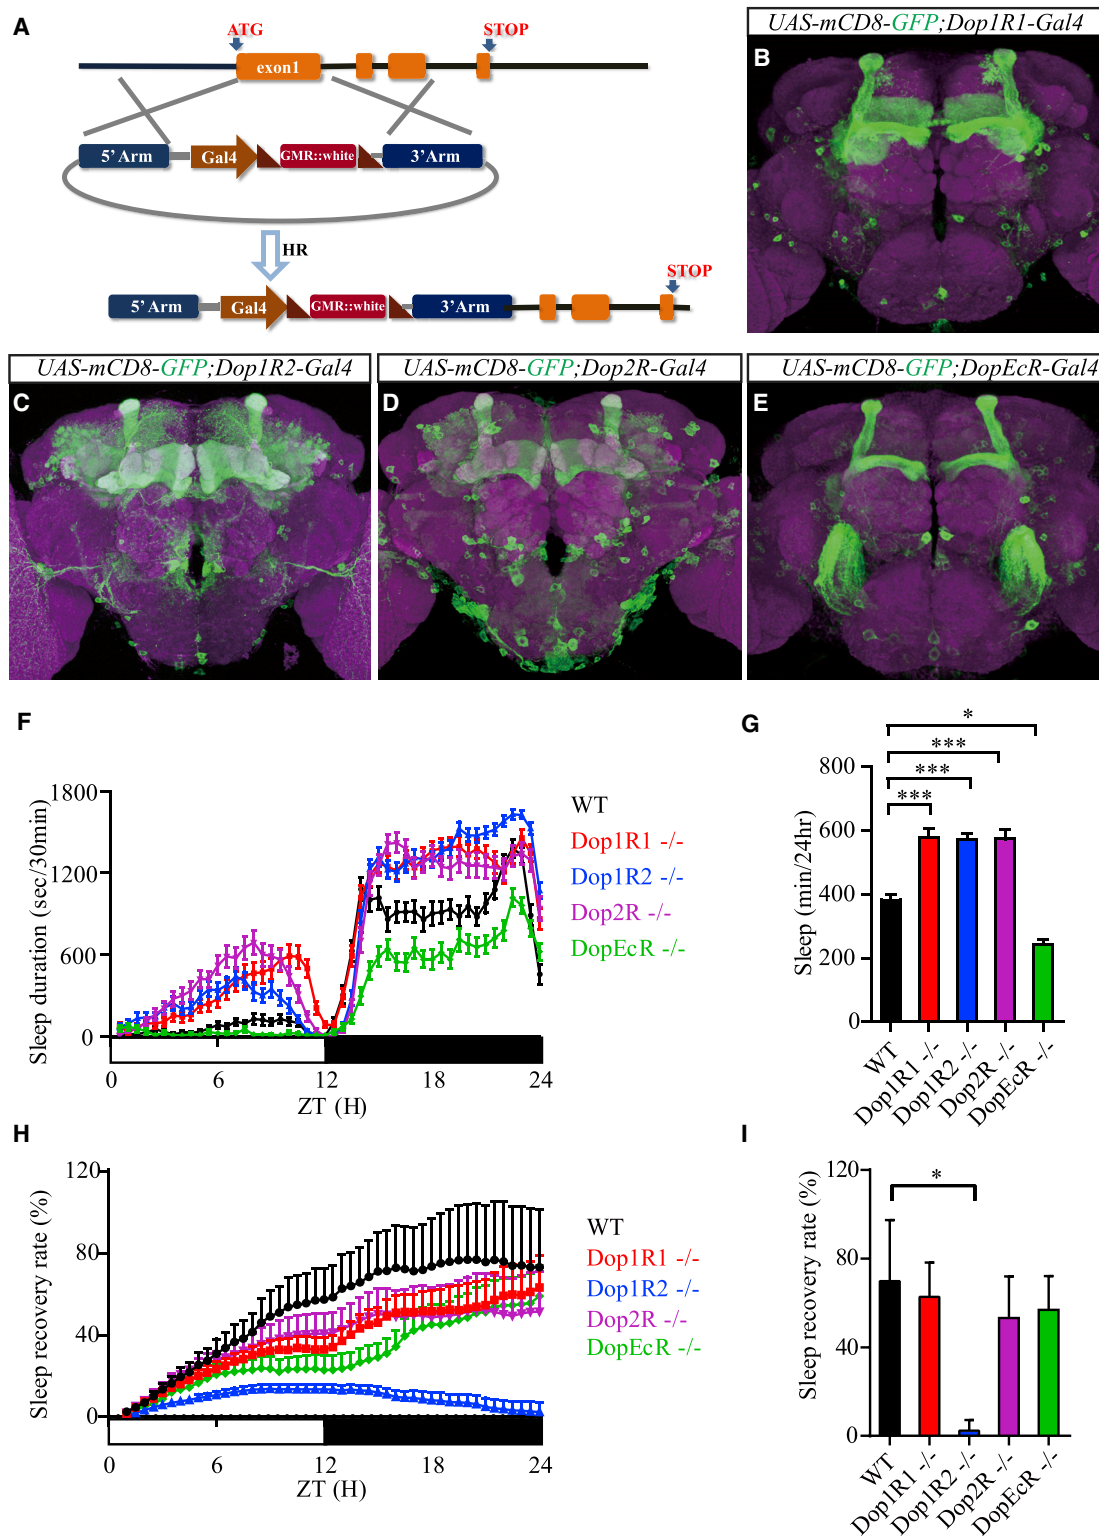 A
ATG
STOP
exon1
5' Arm
Gal4
GMR::white
3'Arm
HR
STOP
5' Arm
Gal4
GMR::white
3'Arm
UAS-mCD8-GFP;Dop1R1-Gal4
B
UAS-mCD8-GFP;Dop1R2-Gal4
C
UAS-mCD8-GFP;Dop2R-Gal4
D
UAS-mCD8-GFP;DopEcR-Gal4
E
F
Sleep duration (sec/30min)
1800
1200
600
0
0 6 12 18 24
ZT (H)
WT
Dop1R1 -/-
Dop1R2 -/-
Dop2R -/-
DopEcR -/-
G
Sleep (min/24hr)
800
600
400
200
0
*
***
***
***
WT
Dop1R1 -/-
Dop1R2 -/-
Dop2R -/-
DopEcR -/-
H
Sleep recovery rate (%)
120
80
40
0
0 6 12 18 24
ZT (H)
WT
Dop1R1 -/-
Dop1R2 -/-
Dop2R -/-
DopEcR -/-
I
Sleep recovery rate (%)
120
80
40
0
*
WT
Dop1R1 -/-
Dop1R2 -/-
Dop2R -/-
DopEcR -/-